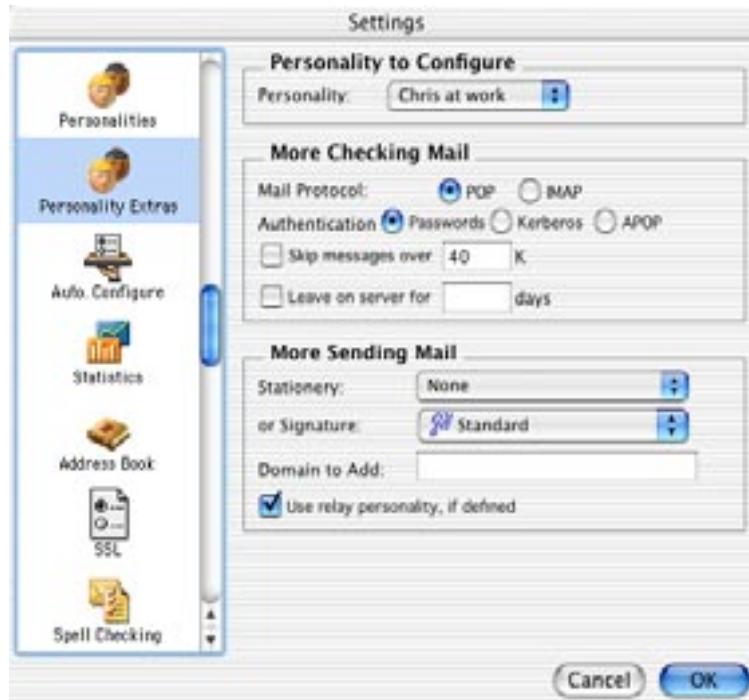 Settings
Personalities
Personality Extras
Auto. Configure
Statistics
Address Book
SSL
Spell Checking
Personality to Configure
Personality: Chris at work
More Checking Mail
Mail Protocol: POP IMAP
Authentication Passwords Kerberos APOP
Skip messages over 40 K
Leave on server for days
More Sending Mail
Stationery: None
or Signature: Standard
Domain to Add:
Use relay personality, if defined
Cancel OK